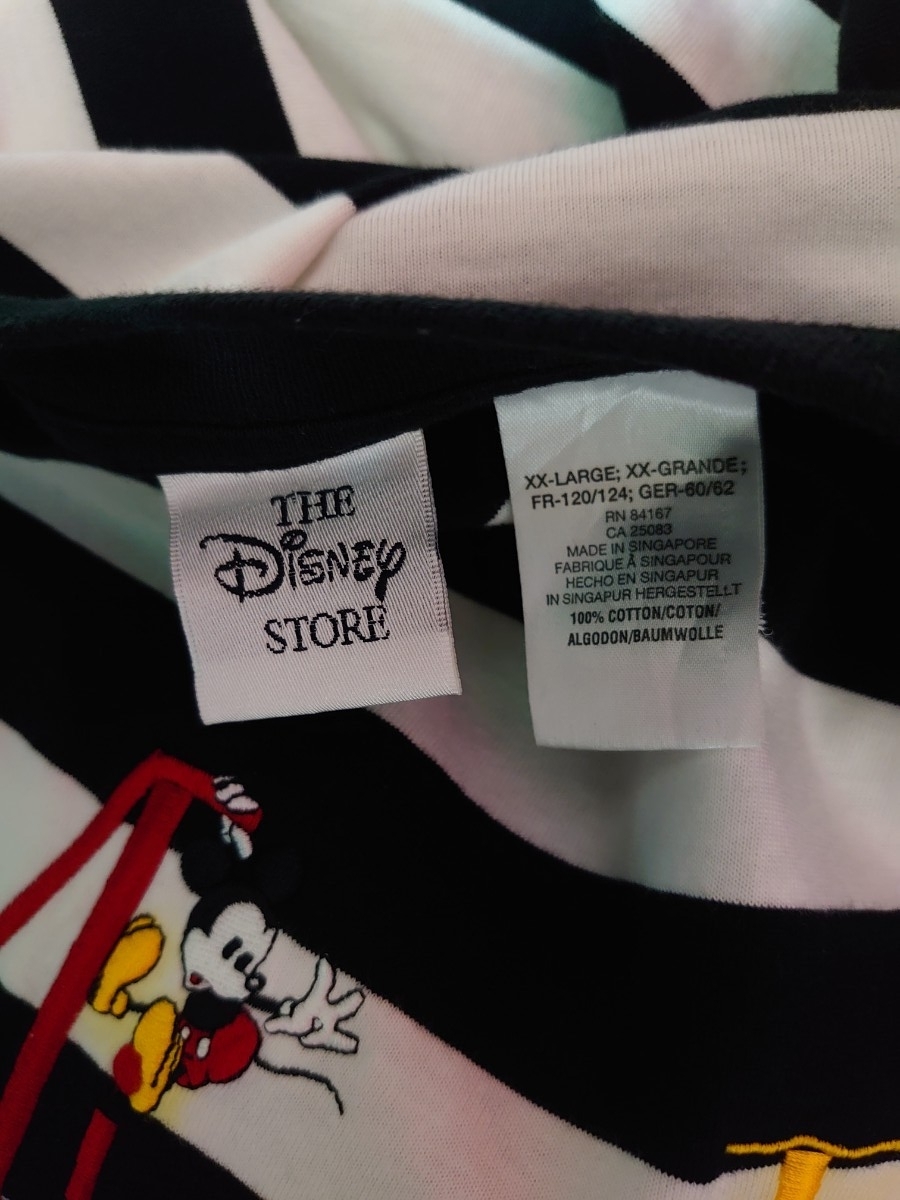 THE
DISNEY
STORE
XX-LARGE; XX-GRANDE;
FR-120/124; GER-60/62
RN 84167
CA 25083
MADE IN SINGAPORE
FABRIQUE À SINGAPOUR
HECHO EN SINGAPUR
IN SINGAPUR HERGESTELLT
100% COTTON/COTON/
ALGODON/BAUMWOLLE